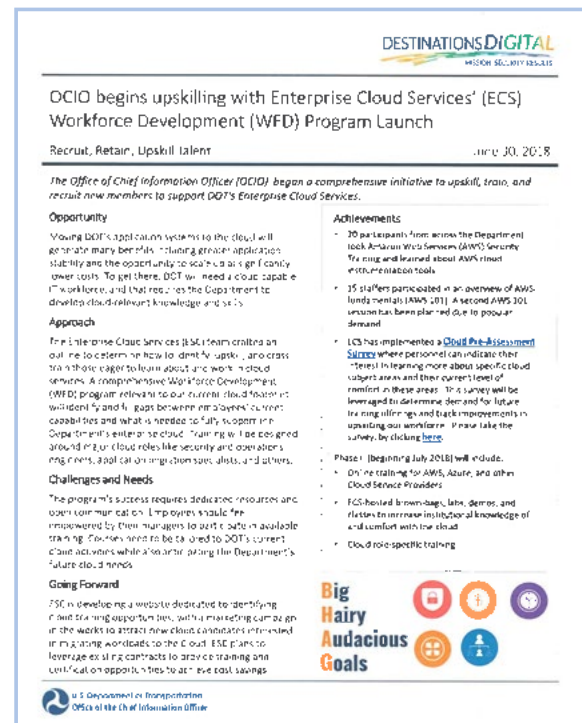 DESTINATIONS DIGITAL
MISSION SECURITY RESULTS
OCIO begins upskilling with Enterprise Cloud Services' (ECS)
Workforce Development (WFD) Program Launch
Recruit, Retain, Upskill Talent
June 30, 2018
The Office of Chief Information Officer (OCIO) began a comprehensive initiative to upskill, train, and
recruit new members to support DOT's Enterprise Cloud Services.
Opportunity
Moving DOT's application systems to the cloud will
generate many benefits including greater application
stability and the opportunity to scale up at significantly
lower costs. To get there, DOT will need a cloud capable
IT workforce, and that requires the Department to
develop cloud-relevant knowledge and skills.
Approach
The Enterprise Cloud Services (ESC) team crafted an
outline to determine how to identify, upskill, and cross
train those eager to learn about and work in cloud
services. A comprehensive Workforce Development
(WFD) program relevant to our current cloud
will identify and fill gaps between employees' current
capabilities and what is needed to fully support the
Department's enterprise cloud. Training will be designed
around major cloud roles like security and operations
engineers, application migration specialists, and others.
Challenges and Needs
The program's success requires dedicated resources and
open communication. Employees should feel
empowered by their managers to participate in available
training. Courses need to be tailored to DOT's current
cloud activities while also anticipating the Department's
future cloud needs.
Going Forward
ESC is developing a website dedicated to identifying
cloud training opportunities, with a marketing campaign
in the works to attract new cloud candidates interested
in migrating workloads to the Cloud. ESC plans to
leverage existing contracts to provide training and
certification opportunities to achieve cost savings.
Achievements
• 20 participants from across the Department
took Amazon Web Services (AWS) Security
Training and learned about AWS cloud
instrumentation tools
• 15 staffers participated in an overview of AWS
fundamentals (AWS 101). A second AWS 101
session has been planned due to popular
demand
• ECS has implemented a Cloud Pre-Assessment
Survey where personnel can indicate their
interest in learning more about specific cloud
subject areas and their current level of
comfort in these areas. This survey will be
leveraged to determine demand for future
training offerings and track improvements in
upskilling our workforce. Please take the
survey, by clicking here.
Phase I (beginning July 2018) will include:
• Online training for AWS, Azure, and other
Cloud Service Providers
• ECS-hosted brown-bags, labs, demos, and
classes to increase institutional knowledge of
and comfort with the cloud
• Cloud role-specific training
Big
Hairy
Audacious
Goals
U.S. Department of Transportation
Office of the Chief Information Officer